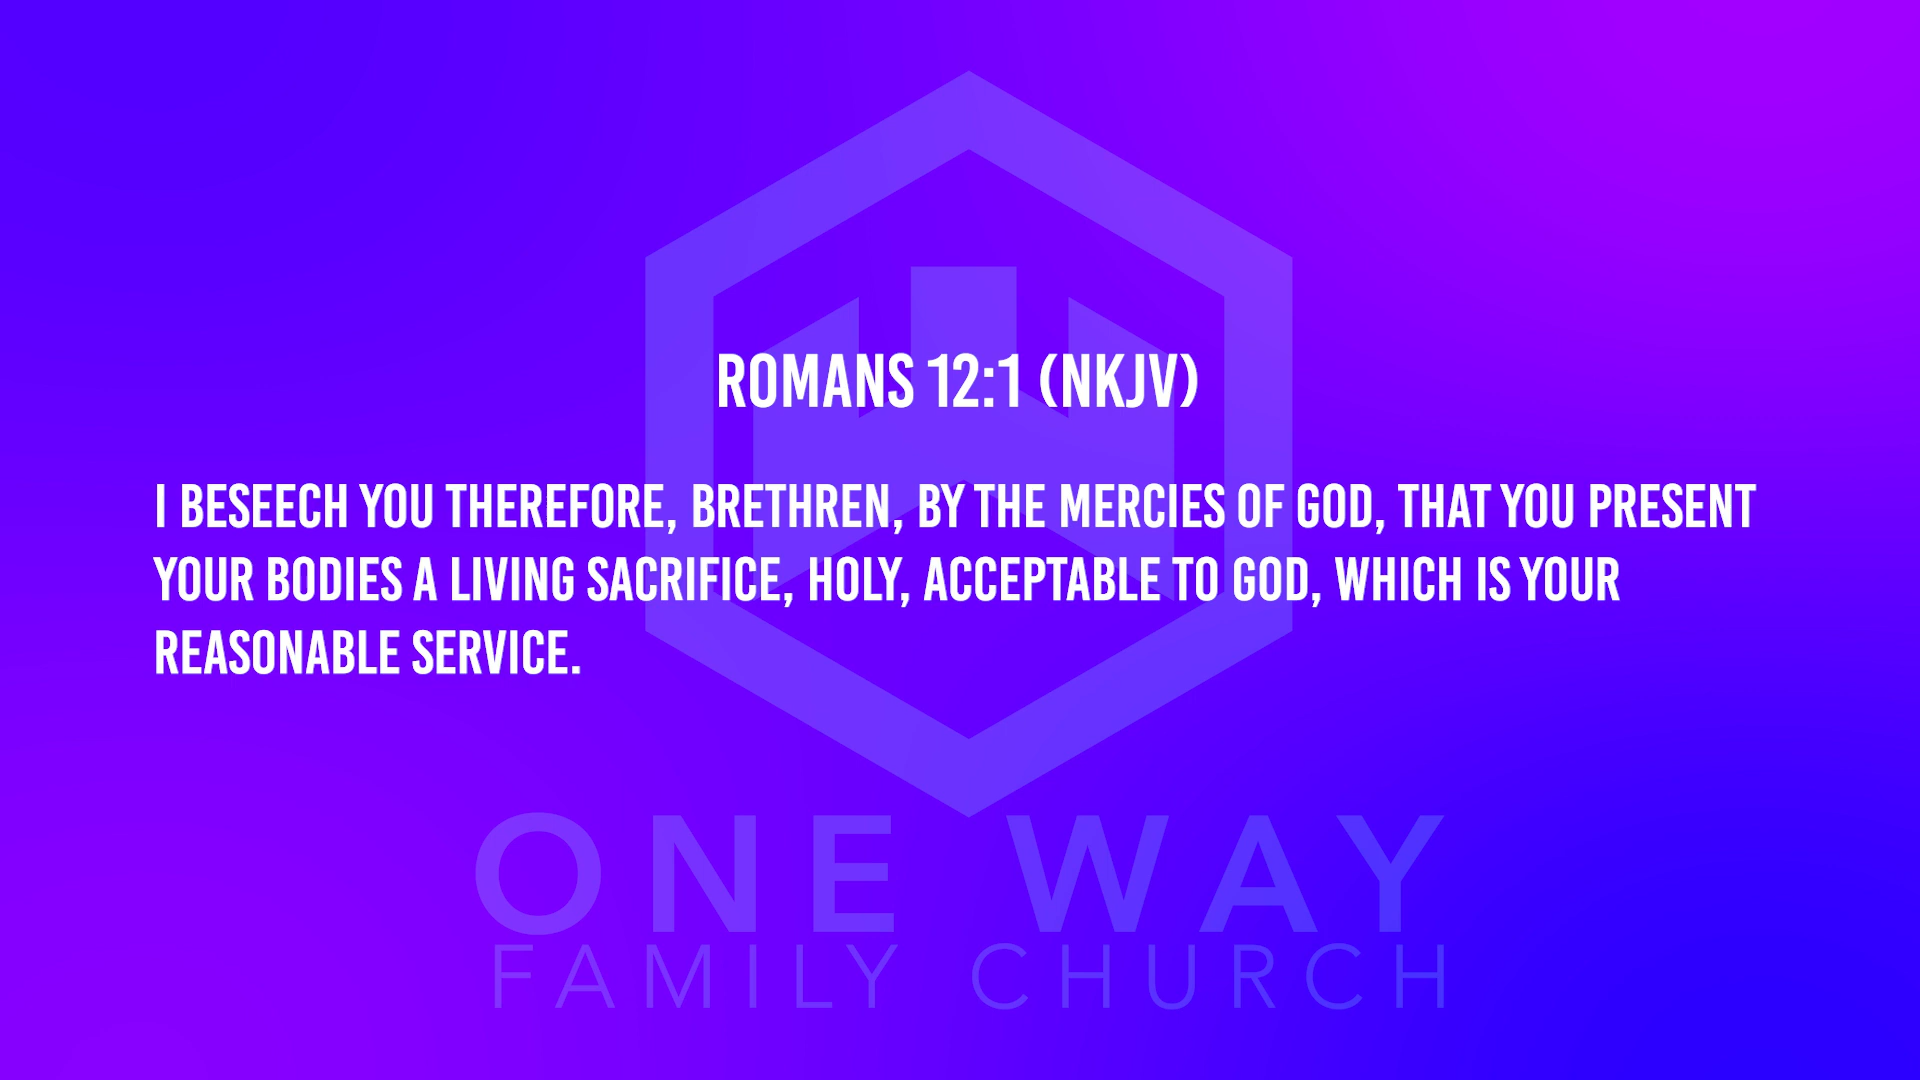 ROMANS 12:1 (NKJV)
I BESEECH YOU THEREFORE, BRETHREN, BY THE MERCIES OF GOD, THAT YOU PRESENT
YOUR BODIES A LIVING SACRIFICE, HOLY, ACCEPTABLE TO GOD, WHICH IS YOUR
REASONABLE SERVICE.
ONE WAY
FAMILY CHURCH